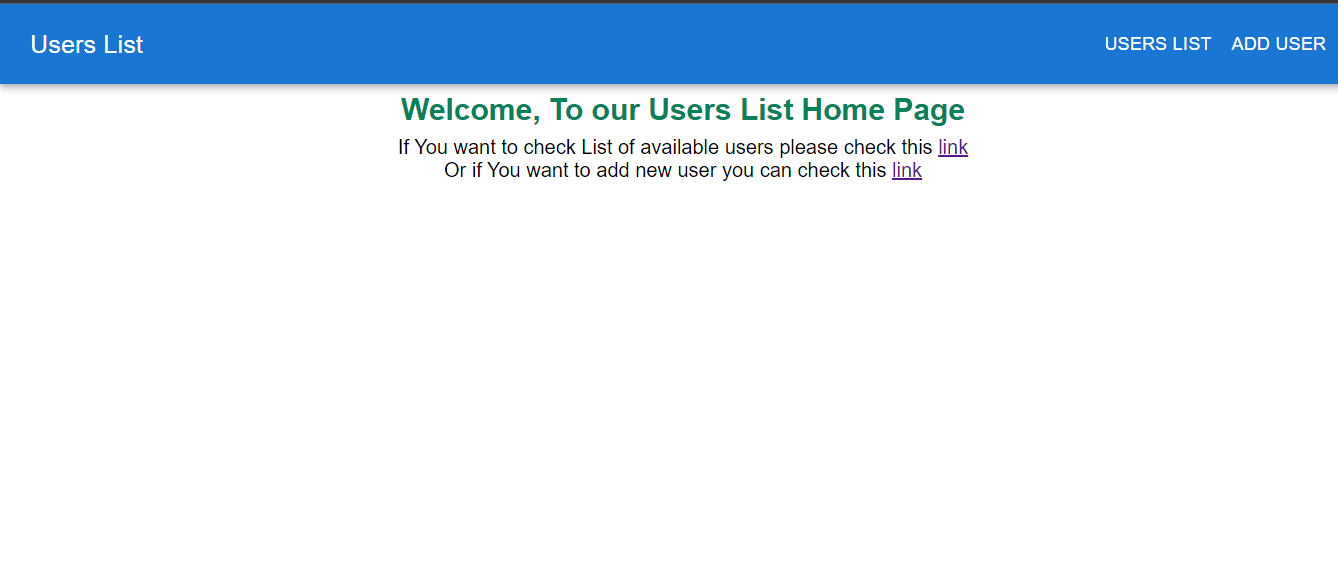 Users List
USERS LIST
ADD USER
Welcome, To our Users List Home Page
If You want to check List of available users please check this link
Or if You want to add new user you can check this link